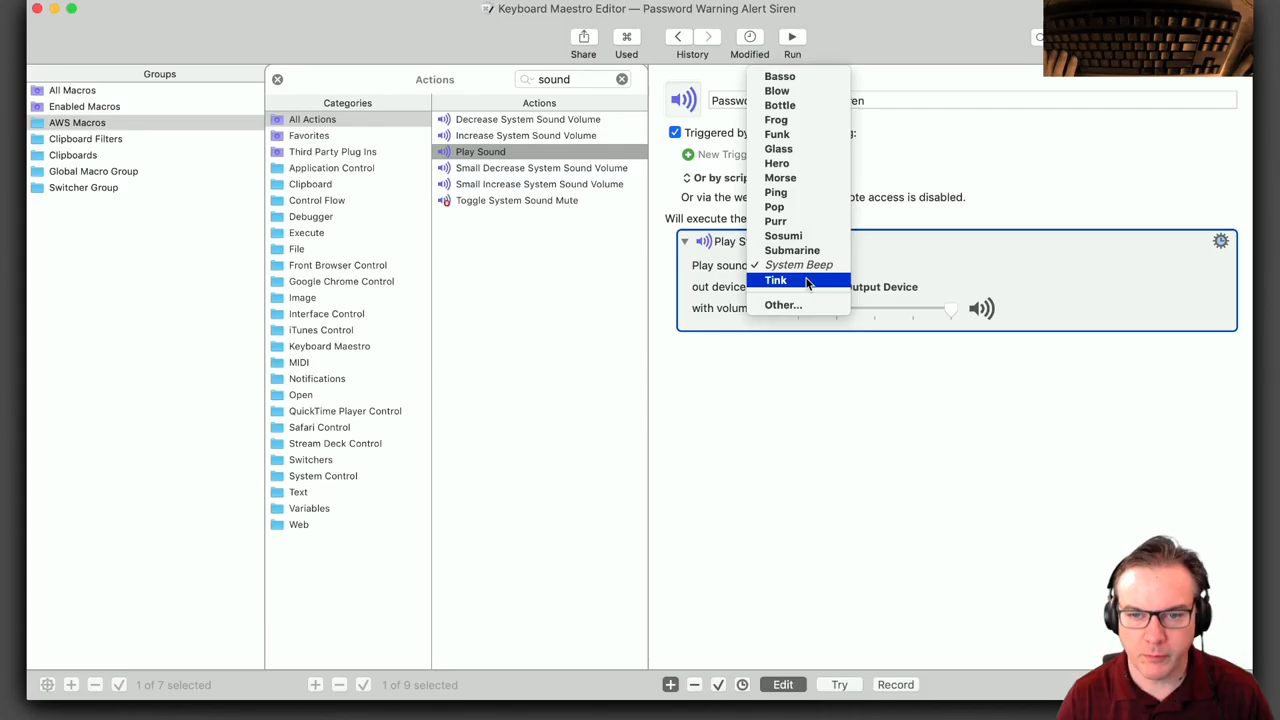 Keyboard Maestro Editor — Password Warning Alert Siren
Share
Used
History
Modified
Run
Groups
All Macros
Enabled Macros
AWS Macros
Clipboard Filters
Clipboards
Global Macro Group
Switcher Group
Actions
sound
Categories
All Actions
Favorites
Third Party Plug Ins
Application Control
Clipboard
Control Flow
Debugger
Execute
File
Front Browser Control
Google Chrome Control
Image
Interface Control
iTunes Control
Keyboard Maestro
MIDI
Notifications
Open
QuickTime Player Control
Safari Control
Stream Deck Control
Switchers
System Control
Text
Variables
Web
Actions
Decrease System Sound Volume
Increase System Sound Volume
Play Sound
Small Decrease System Sound Volume
Small Increase System Sound Volume
Toggle System Sound Mute
Triggered by
New Trigg
Or by scrip
Or via the we
ote access is disabled.
Will execute the
Play S
Play sound
out device
utput Device
with volum
Basso
Blow
Bottle
Frog
Funk
Glass
Hero
Morse
Ping
Pop
Purr
Sosumi
Submarine
✓ System Beep
Tink
Other...
1 of 7 selected
1 of 9 selected
Edit
Try
Record